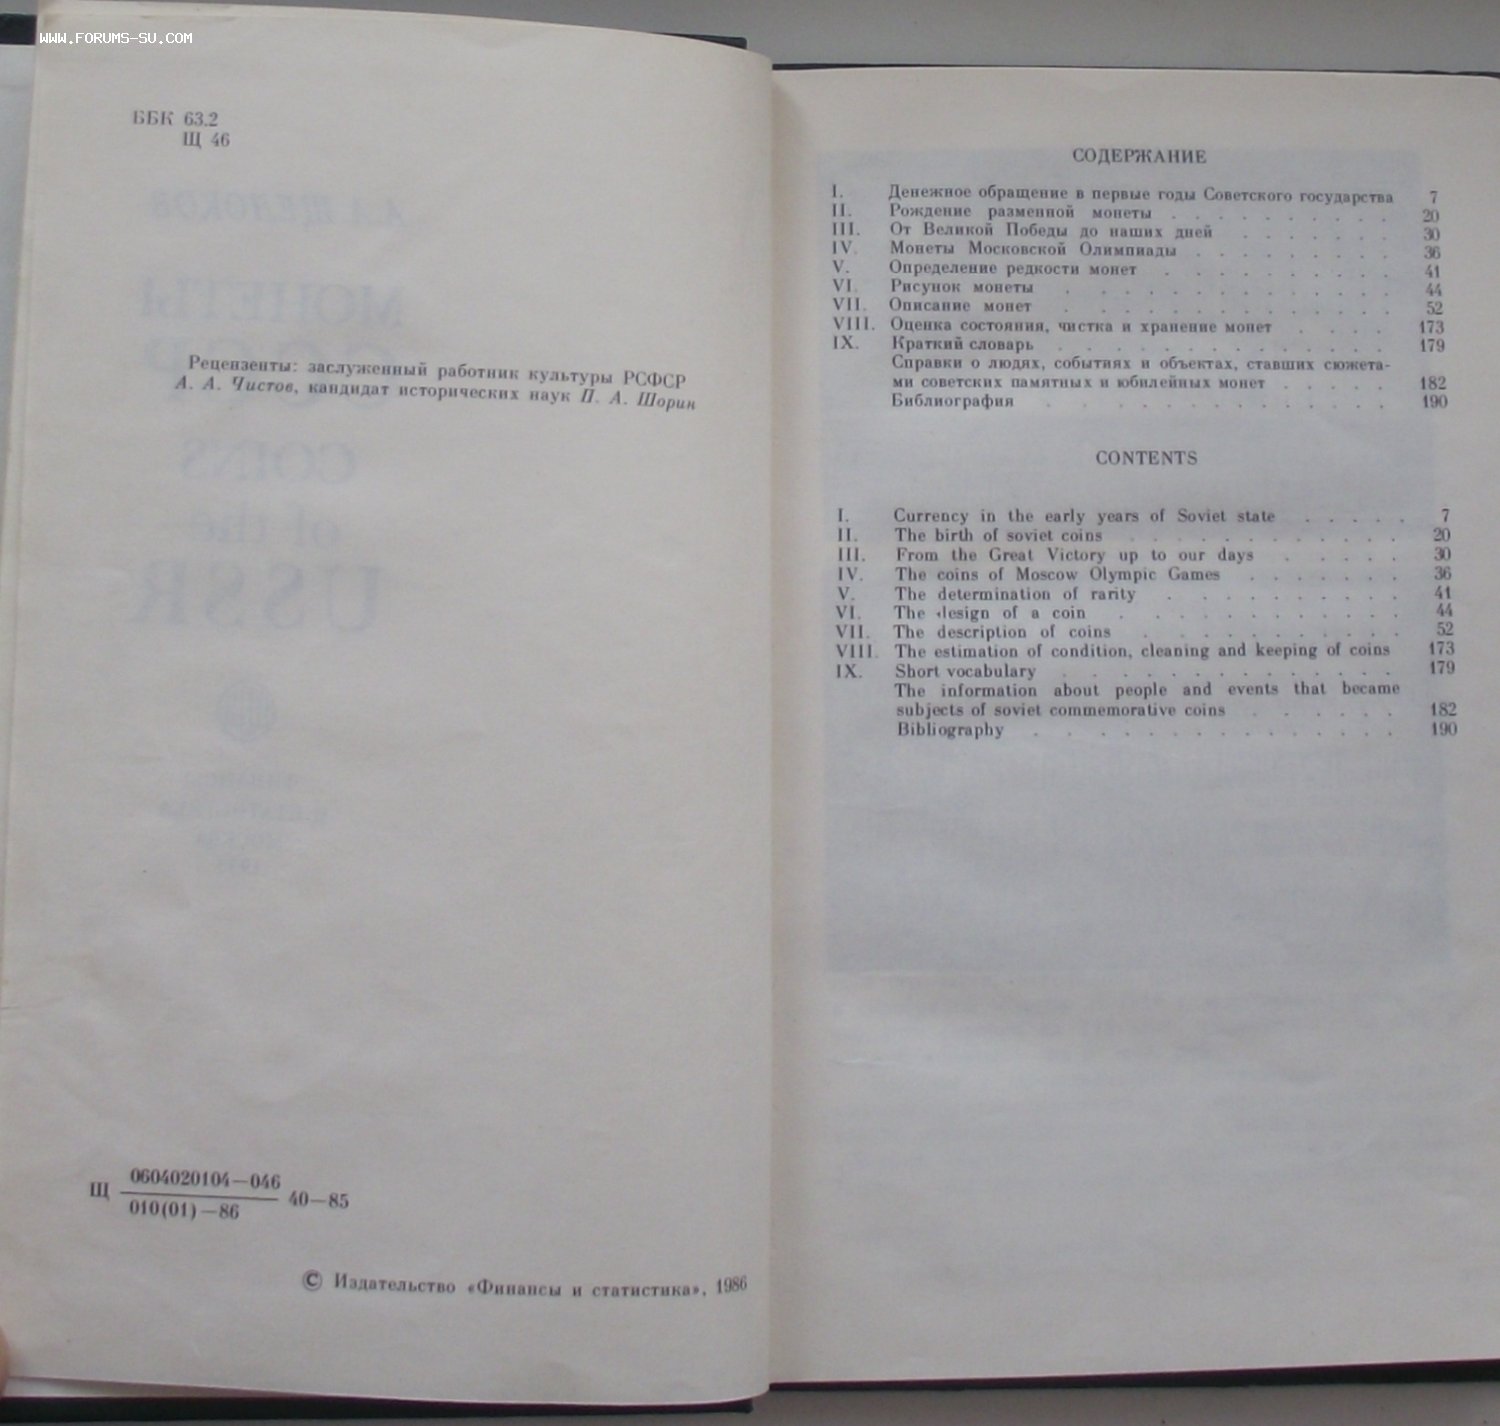 www.forums-su.com
ББК 63.2
Щ 46
Рецензенты: заслуженный работник культуры РСФСР
А. А. Чистов, кандидат исторических наук П. А. Шорин
Щ 0604020104—046
010(01)—86 40—85
© Издательство «Финансы и статистика», 1986
СОДЕРЖАНИЕ
I. Денежное обращение в первые годы Советского государства 7
II. Рождение разменной монеты . . . . . . . . . 20
III. От Великой Победы до наших дней . . . . . . 30
IV. Монеты Московской Олимпиады . . . . . . . . 36
V. Определение редкости монет . . . . . . . . . 41
VI. Рисунок монеты . . . . . . . . . . . . 44
VII. Описание монет . . . . . . . . . . . . 52
VIII. Оценка состояния, чистка и хранение монет . . . . 173
IX. Краткий словарь . . . . . . . . . . . . 179
Справки о людях, событиях и объектах, ставших сюжета-
ми советских памятных и юбилейных монет . . . . . 182
Библиография . . . . . . . . . . . . . 190
CONTENTS
I. Currency in the early years of Soviet state . . . . . 7
II. The birth of soviet coins . . . . . . . . . . . 20
III. From the Great Victory up to our days . . . . . 30
IV. The coins of Moscow Olympic Games . . . . . . . 36
V. The determination of rarity . . . . . . . . . 41
VI. The design of a coin . . . . . . . . . . . 44
VII. The description of coins . . . . . . . . . . 52
VIII. The estimation of condition, cleaning and keeping of coins 173
IX. Short vocabulary . . . . . . . . . . . . . 179
The information about people and events that became
subjects of soviet commemorative coins . . . . . . 182
Bibliography . . . . . . . . . . . . . . 190